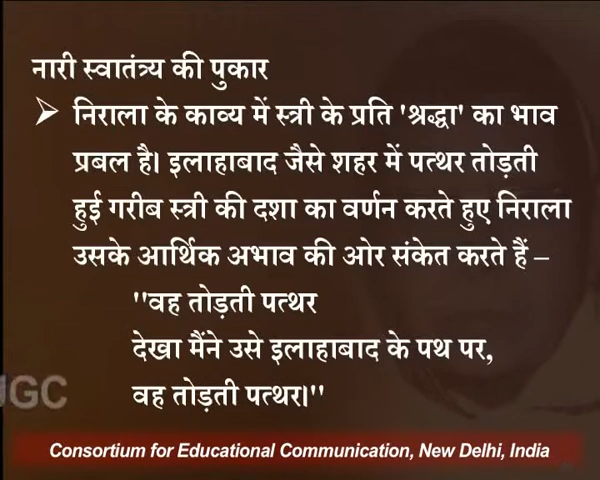 नारी स्वातंत्र्य की पुकार
निराला के काव्य में स्त्री के प्रति 'श्रद्धा' का भाव
प्रबल है। इलाहाबाद जैसे शहर में पत्थर तोड़ती
हुई गरीब स्त्री की दशा का वर्णन करते हुए निराला
उसके आर्थिक अभाव की ओर संकेत करते हैं –
"वह तोड़ती पत्थर
देखा मैंने उसे इलाहाबाद के पथ पर,
वह तोड़ती पत्थर।"
UGC
Consortium for Educational Communication, New Delhi, India